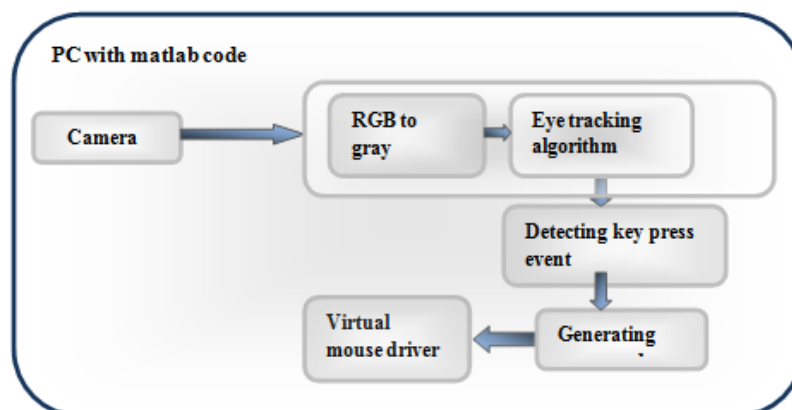 PC with matlab code
Camera
RGB to
gray
Eye tracking
algorithm
Detecting key press
event
Generating
Virtual
mouse driver